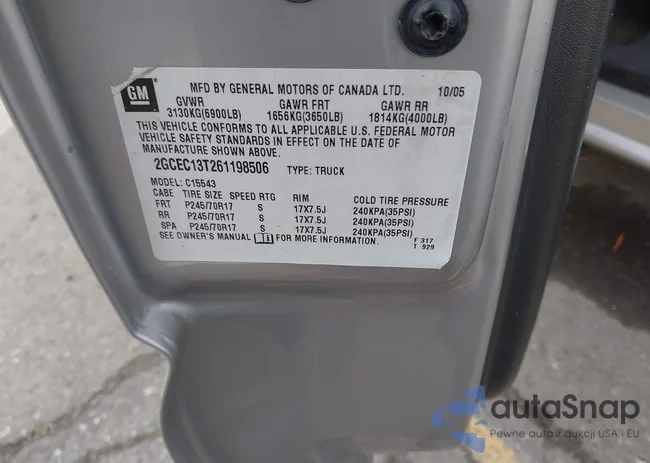 GM
MFD BY GENERAL MOTORS OF CANADA LTD. 10/05
GVWR GAWR FRT GAWR RR
3130KG(6900LB) 1656KG(3650LB) 1814KG(4000LB)
THIS VEHICLE CONFORMS TO ALL APPLICABLE U.S. FEDERAL MOTOR
VEHICLE SAFETY STANDARDS IN EFFECT ON THE DATE OF
MANUFACTURE SHOWN ABOVE.
2GCEC13T261198506 TYPE: TRUCK
MODEL: C15543
CABE TIRE SIZE SPEED RTG RIM COLD TIRE PRESSURE
FRT P245/70R17 S 17X7.5J 240KPA(35PSI)
RR P245/70R17 S 17X7.5J 240KPA(35PSI)
SPA P245/70R17 S 17X7.5J 240KPA(35PSI)
SEE OWNER'S MANUAL FOR MORE INFORMATION.
F 317
T 929
autaSnap
Pewne auto z aukcji USA i EU